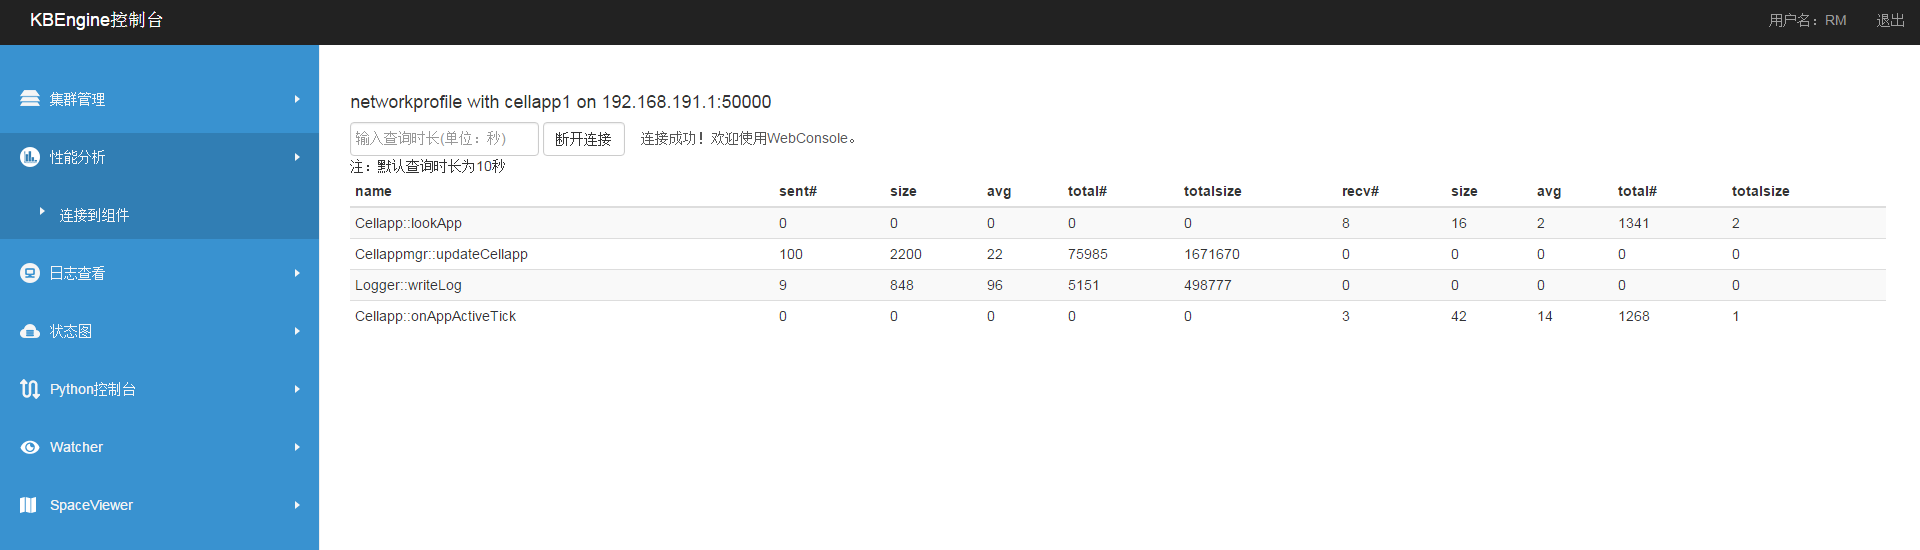 KBEngine控制台 用户名：RM 退出
集群管理
性能分析
连接到组件
日志查看
状态图
Python控制台
Watcher
SpaceViewer
networkprofile with cellapp1 on 192.168.191.1:50000
输入查询时长(单位：秒) 断开连接 连接成功！欢迎使用WebConsole。
注：默认查询时长为10秒
name sent# size avg total# totalsize recv# size avg total# totalsize
Cellapp::lookApp 0 0 0 0 0 8 16 2 1341 2
Cellappmgr::updateCellapp 100 2200 22 75985 1671670 0 0 0 0 0
Logger::writeLog 9 848 96 5151 498777 0 0 0 0 0
Cellapp::onAppActiveTick 0 0 0 0 0 3 42 14 1268 1